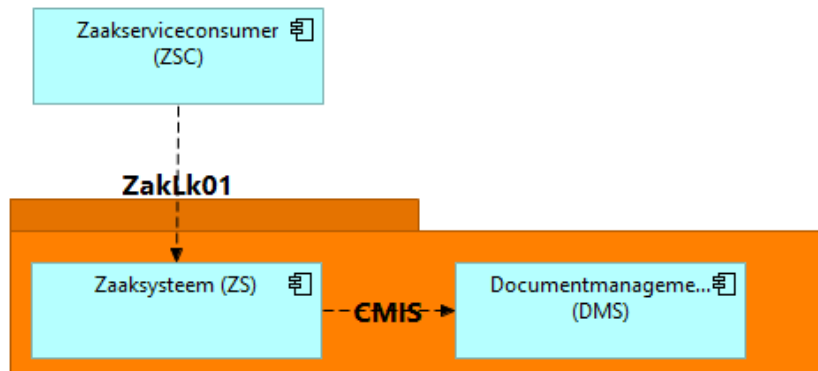 Zaakserviceconsumer
(ZSC)
ZakLk01
Zaaksysteem (ZS)
CMIS
Documentmanageme...
(DMS)